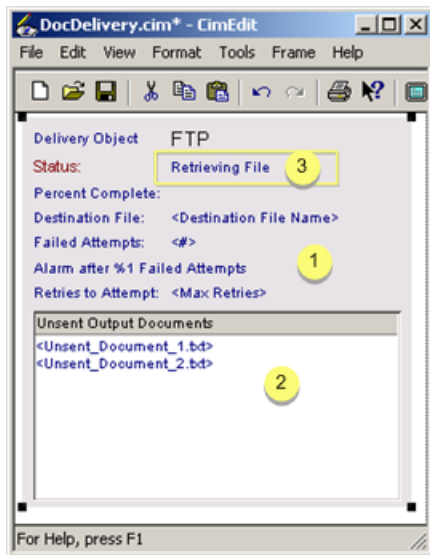 DocDelivery.cim* - CimEdit
File Edit View Format Tools Frame Help
Delivery Object FTP
Status: Retrieving File 3
Percent Complete:
Destination File: <Destination File Name>
Failed Attempts: <#>
1
Alarm after %1 Failed Attempts
Retries to Attempt: <Max Retries>
Unsent Output Documents
<Unsent_Document_1.txt>
<Unsent_Document_2.txt>
2
For Help, press F1